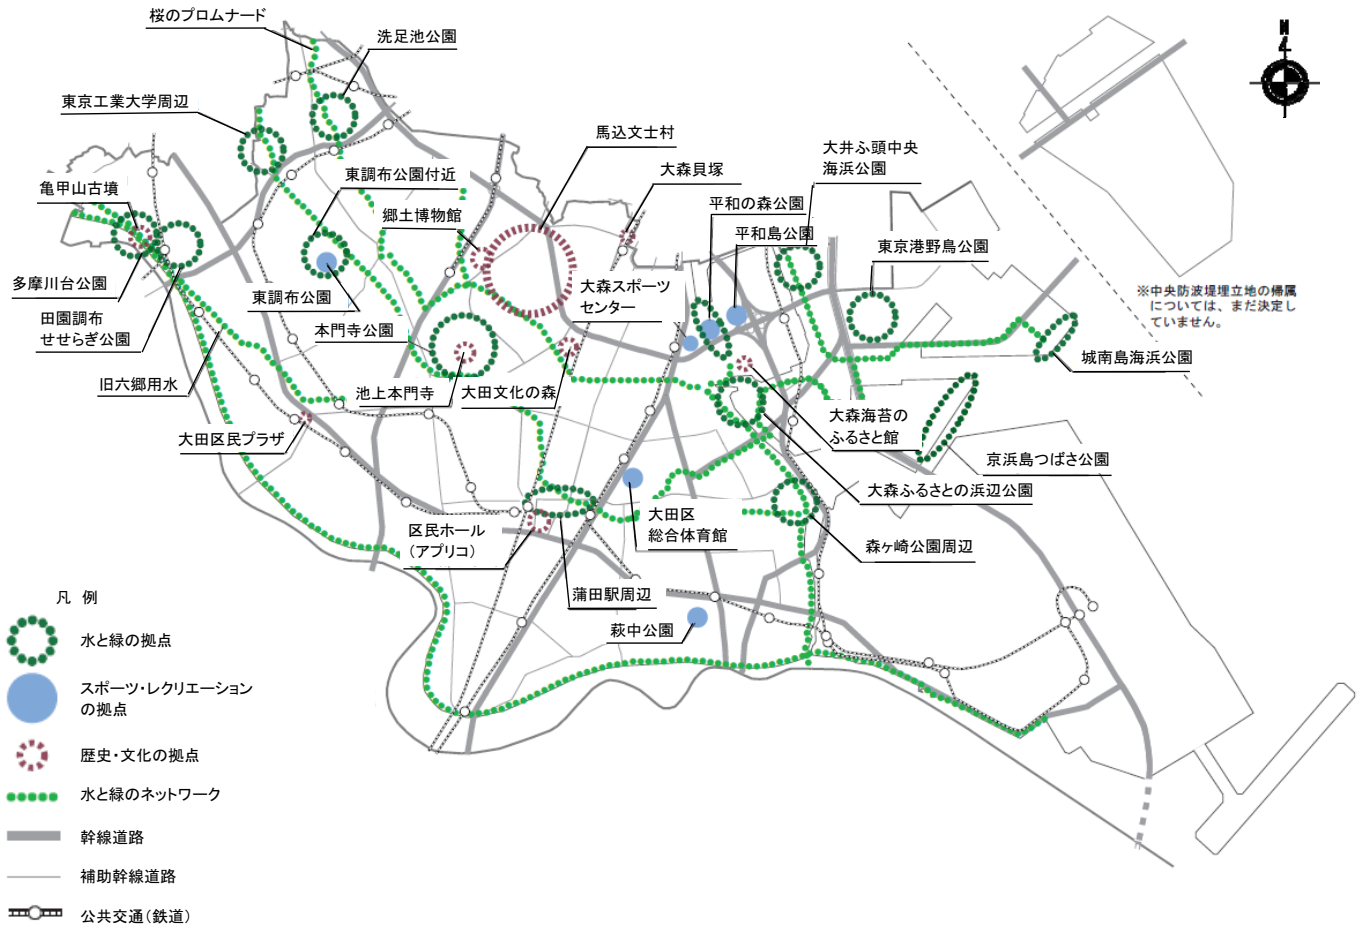 桜のプロムナード
洗足池公園
東京工業大学周辺
馬込文士村
大井ふ頭中央
海浜公園
亀甲山古墳
東調布公園付近
大森貝塚
郷土博物館
平和の森公園
平和島公園
東京港野鳥公園
多摩川台公園
東調布公園
大森スポーツ
センター
※中央防波堤埋立地の帰属
については、まだ決定し
ていません。
田園調布
せせらぎ公園
本門寺公園
城南島海浜公園
旧六郷用水
池上本門寺
大田文化の森
大森海苔の
ふるさと館
大田区民プラザ
京浜島つばさ公園
大森ふるさとの浜辺公園
区民ホール
（アプリコ）
大田区
総合体育館
森ヶ崎公園周辺
蒲田駅周辺
萩中公園
N
凡 例
水と緑の拠点
スポーツ・レクリエーション
の拠点
歴史・文化の拠点
水と緑のネットワーク
幹線道路
補助幹線道路
公共交通（鉄道）